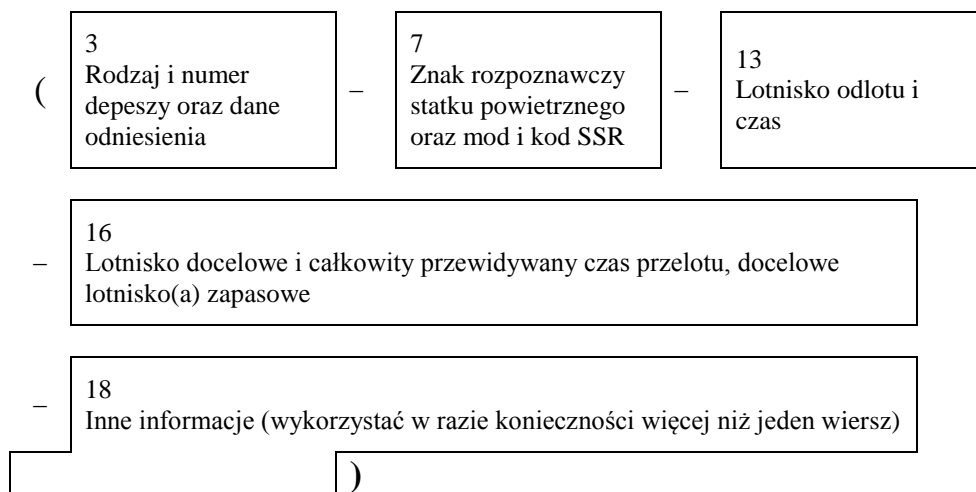 (
3
Rodzaj i numer
depeszy oraz dane
odniesienia
–
7
Znak rozpoznawczy
statku powietrznego
oraz mod i kod SSR
–
13
Lotnisko odlotu i
czas
–
16
Lotnisko docelowe i całkowity przewidywany czas przelotu, docelowe
lotnisko(a) zapasowe
–
18
Inne informacje (wykorzystać w razie konieczności więcej niż jeden wiersz)
)